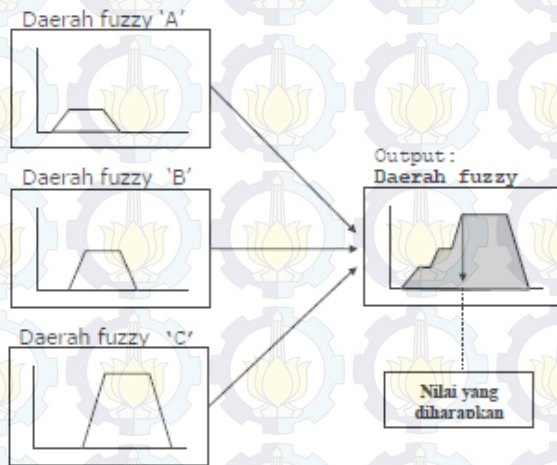 Daerah fuzzy 'A'
Daerah fuzzy 'B'
Daerah fuzzy 'C'
Output:
Daerah fuzzy
Nilai yang
diharapkan